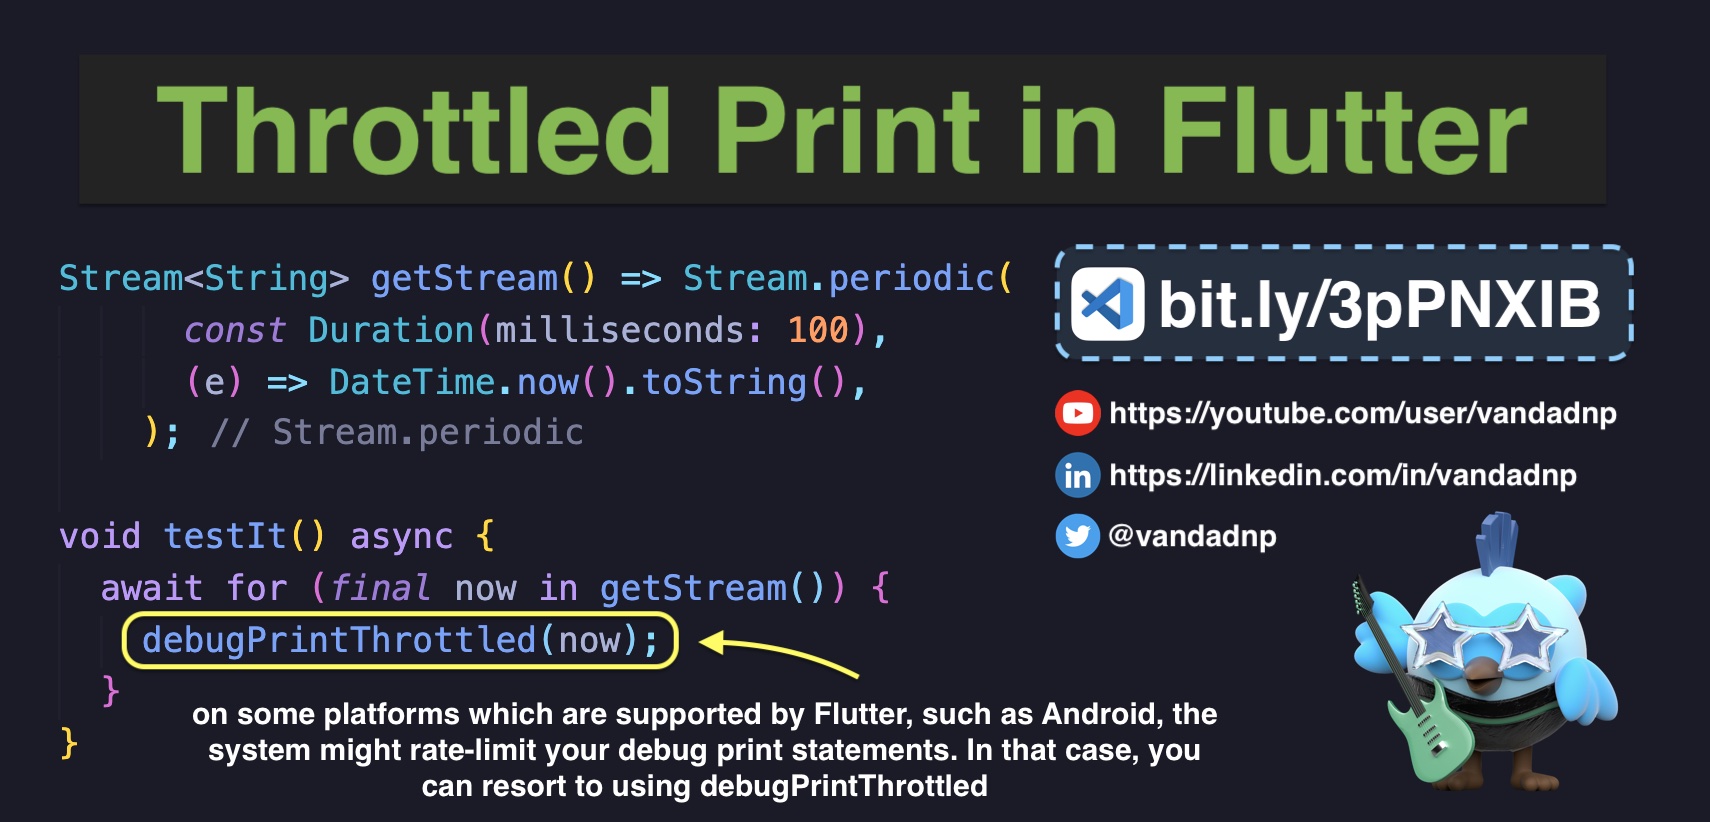 Throttled Print in Flutter
Stream<String> getStream() => Stream.periodic(
const Duration(milliseconds: 100),
(e) => DateTime.now().toString(),
); // Stream.periodic
void testIt() async {
await for (final now in getStream()) {
debugPrintThrottled(now);
}
}
on some platforms which are supported by Flutter, such as Android, the
system might rate-limit your debug print statements. In that case, you
can resort to using debugPrintThrottled
bit.ly/3pPNXIB
https://youtube.com/user/vandadnp
in https://linkedin.com/in/vandadnp
@vandadnp